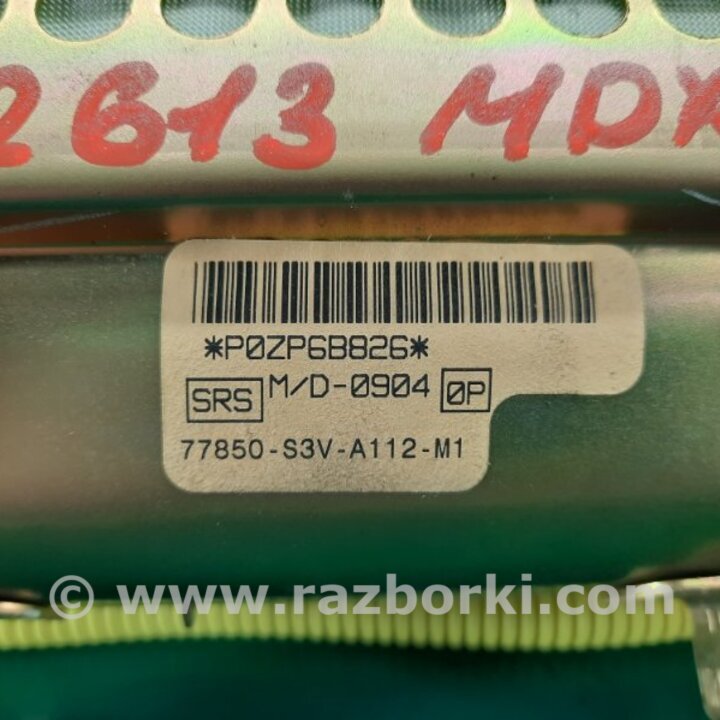 2613 MDX
*P0ZP6B826*
SRS M/D-0904 0P
77850-S3V-A112-M1
© www.razborki.com